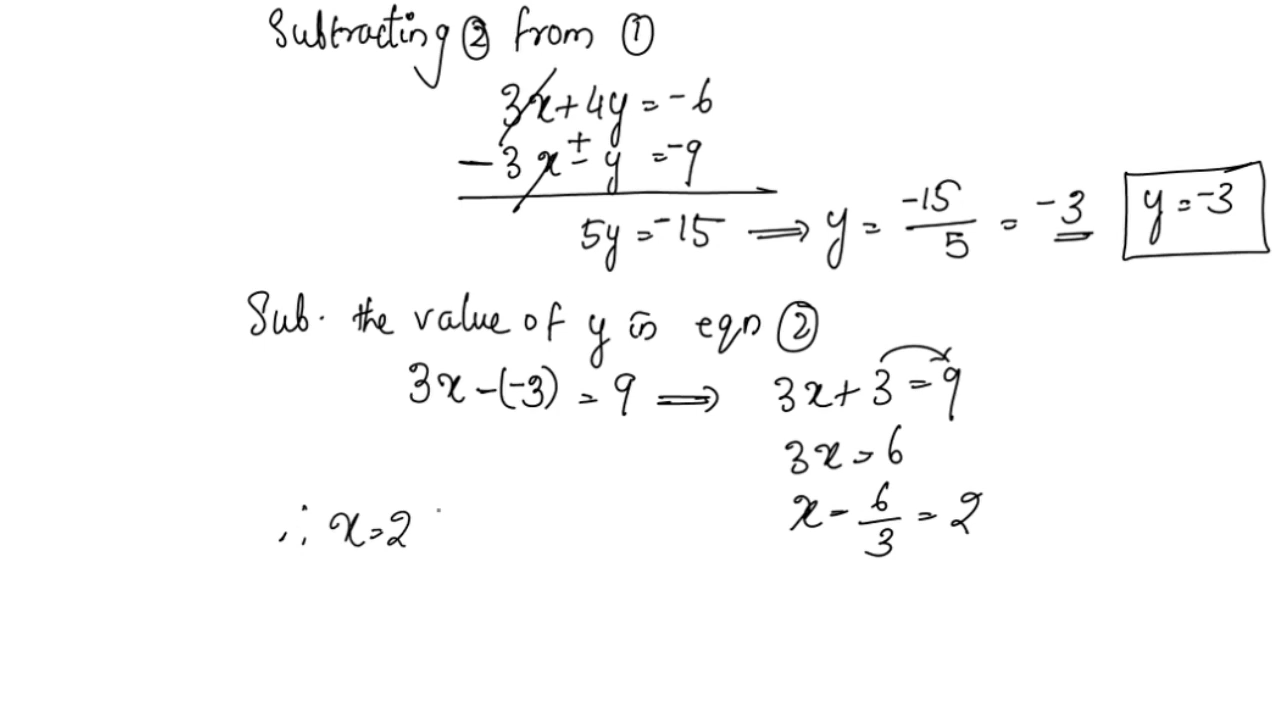 Subtracting ② from ①
3x+4y=-6
-3x±y=-9
5y=-15 ⟹ y = -15/5 = -3 y=-3
Sub. the value of y in eqn ②
3x-(-3)=9 ⟹ 3x+3=9
3x=6
x=6/3=2
∴ x=2